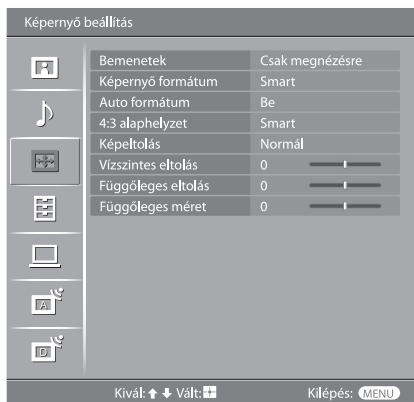 Képernyő beállítás
Bemenetek Csak megnézésre
Képernyő formátum Smart
Auto formátum Be
4:3 alaphelyzet Smart
Képeltolás Normál
Vízszintes eltolás 0
Függőleges eltolás 0
Függőleges méret 0
A
D
Kivál: Vált: Kilépés: MENU